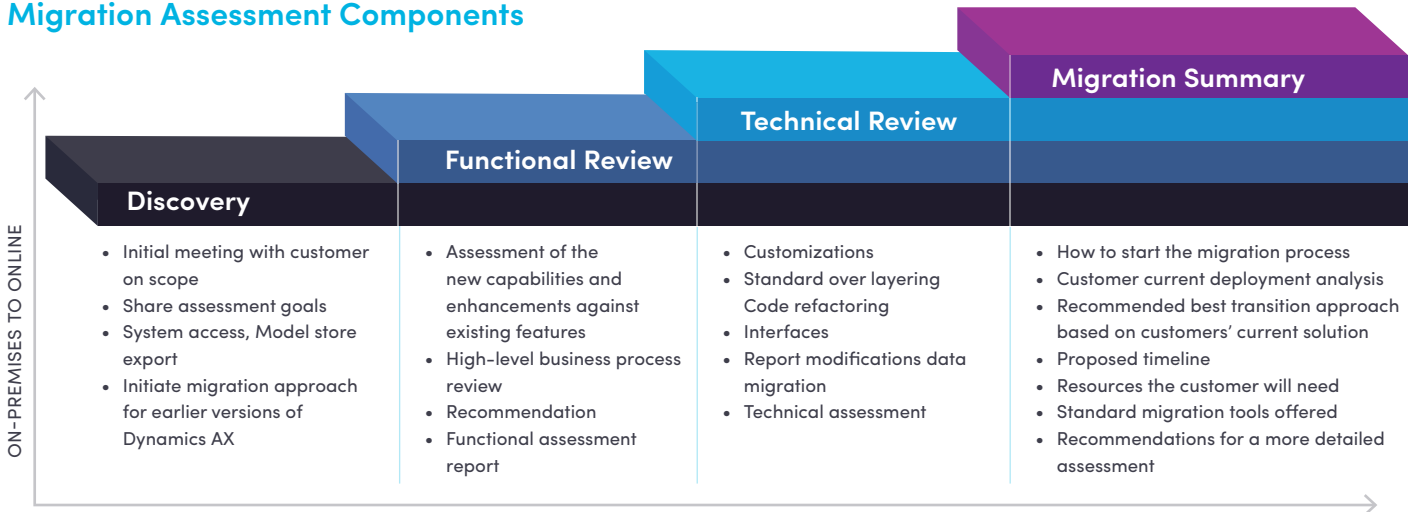 Migration Assessment Components
ON-PREMISES TO ONLINE
Discovery
• Initial meeting with customer
on scope
• Share assessment goals
• System access, Model store
export
• Initiate migration approach
for earlier versions of
Dynamics AX
Functional Review
• Assessment of the
new capabilities and
enhancements against
existing features
• High-level business process
review
• Recommendation
• Functional assessment
report
Technical Review
• Customizations
• Standard over layering
Code refactoring
• Interfaces
• Report modifications data
migration
• Technical assessment
Migration Summary
• How to start the migration process
• Customer current deployment analysis
• Recommended best transition approach
based on customers’ current solution
• Proposed timeline
• Resources the customer will need
• Standard migration tools offered
• Recommendations for a more detailed
assessment